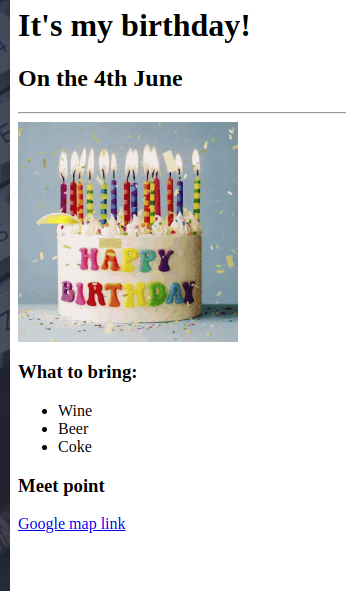 It's my birthday!
On the 4th June
HAPPY
BIRTHDAY
What to bring:
Wine
Beer
Coke
Meet point
Google map link